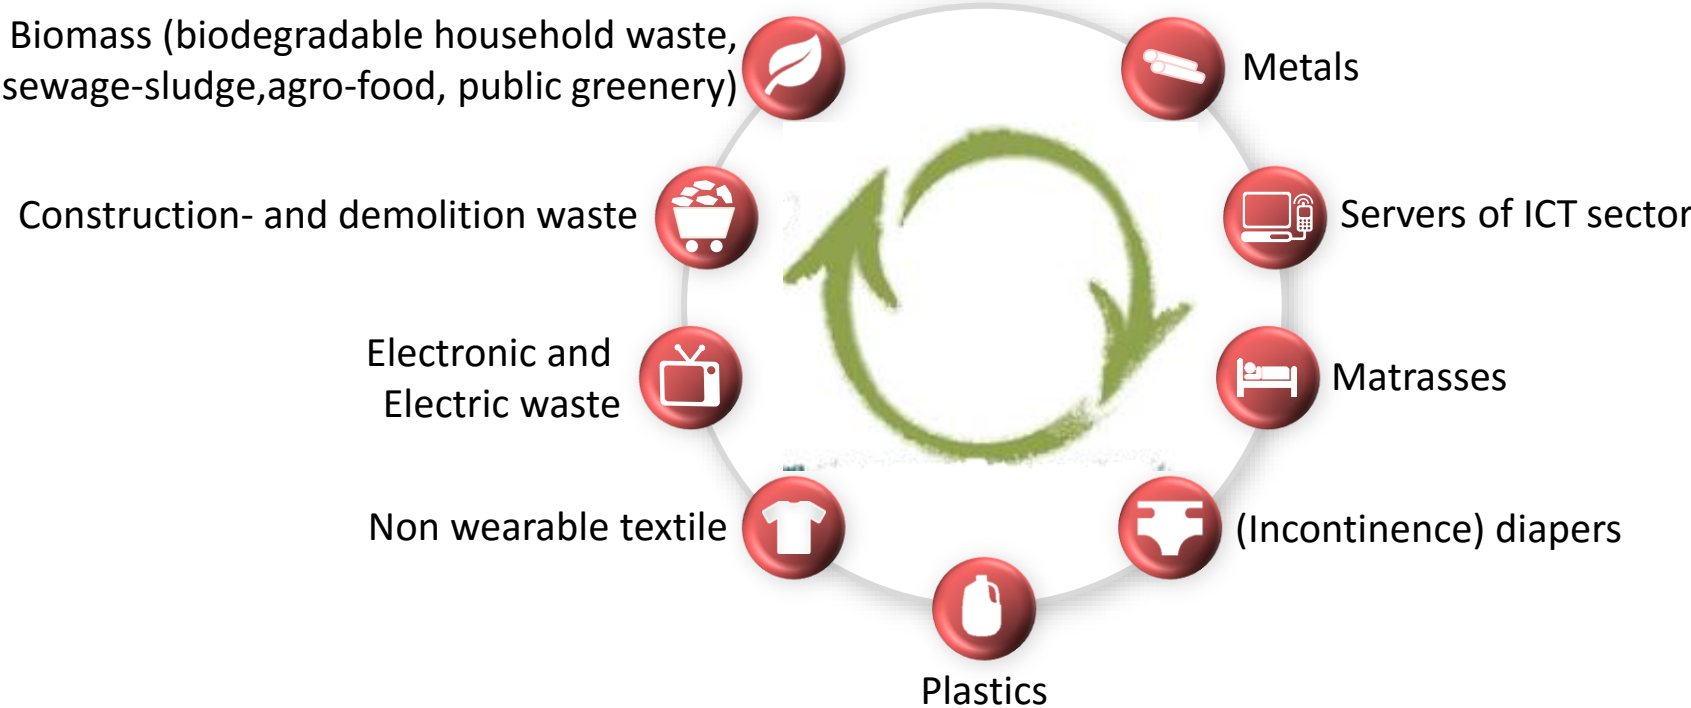 Biomass (biodegradable household waste,
sewage-sludge,agro-food, public greenery)
Metals
Construction- and demolition waste
Servers of ICT sector
Electronic and
Electric waste
Matrasses
Non wearable textile
(Incontinence) diapers
Plastics